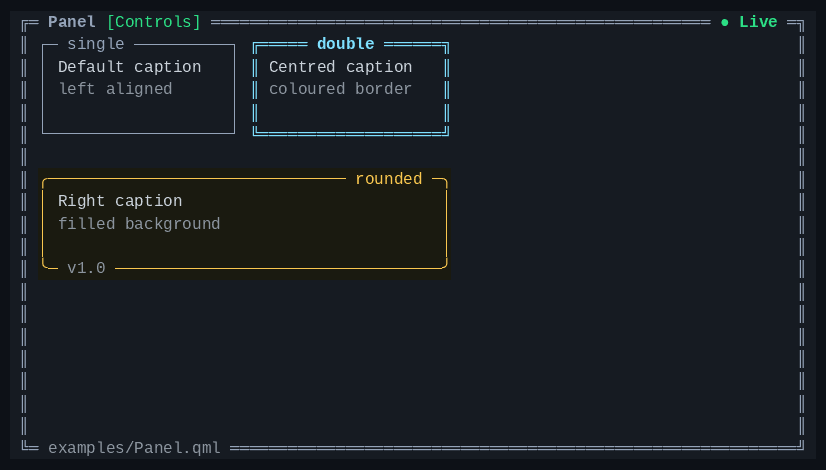 Panel [Controls] ● Live
single double
Default caption Centred caption
left aligned coloured border
rounded
Right caption
filled background
v1.0
examples/Panel.qml